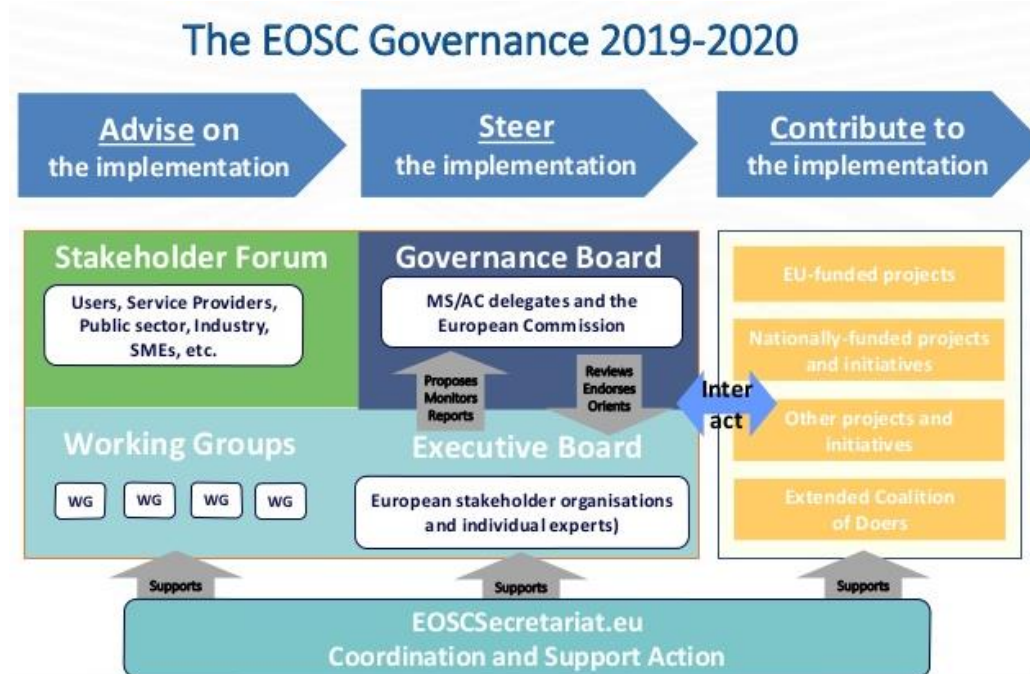 The EOSC Governance 2019-2020
Advise on
the implementation
Steer
the implementation
Contribute to
the implementation
Stakeholder Forum
Users, Service Providers,
Public sector, Industry,
SMEs, etc.
Governance Board
MS/AC delegates and the
European Commission
Proposes
Monitors
Reports
Reviews
Endorses
Orients
Working Groups
WG
WG
WG
WG
Executive Board
European stakeholder organisations
and individual experts)
Inter
act
EU-funded projects
Nationally-funded projects
and initiatives
Other projects and
initiatives
Extended Coalition
of Doers
Supports
Supports
Supports
EOSCSecretariat.eu
Coordination and Support Action